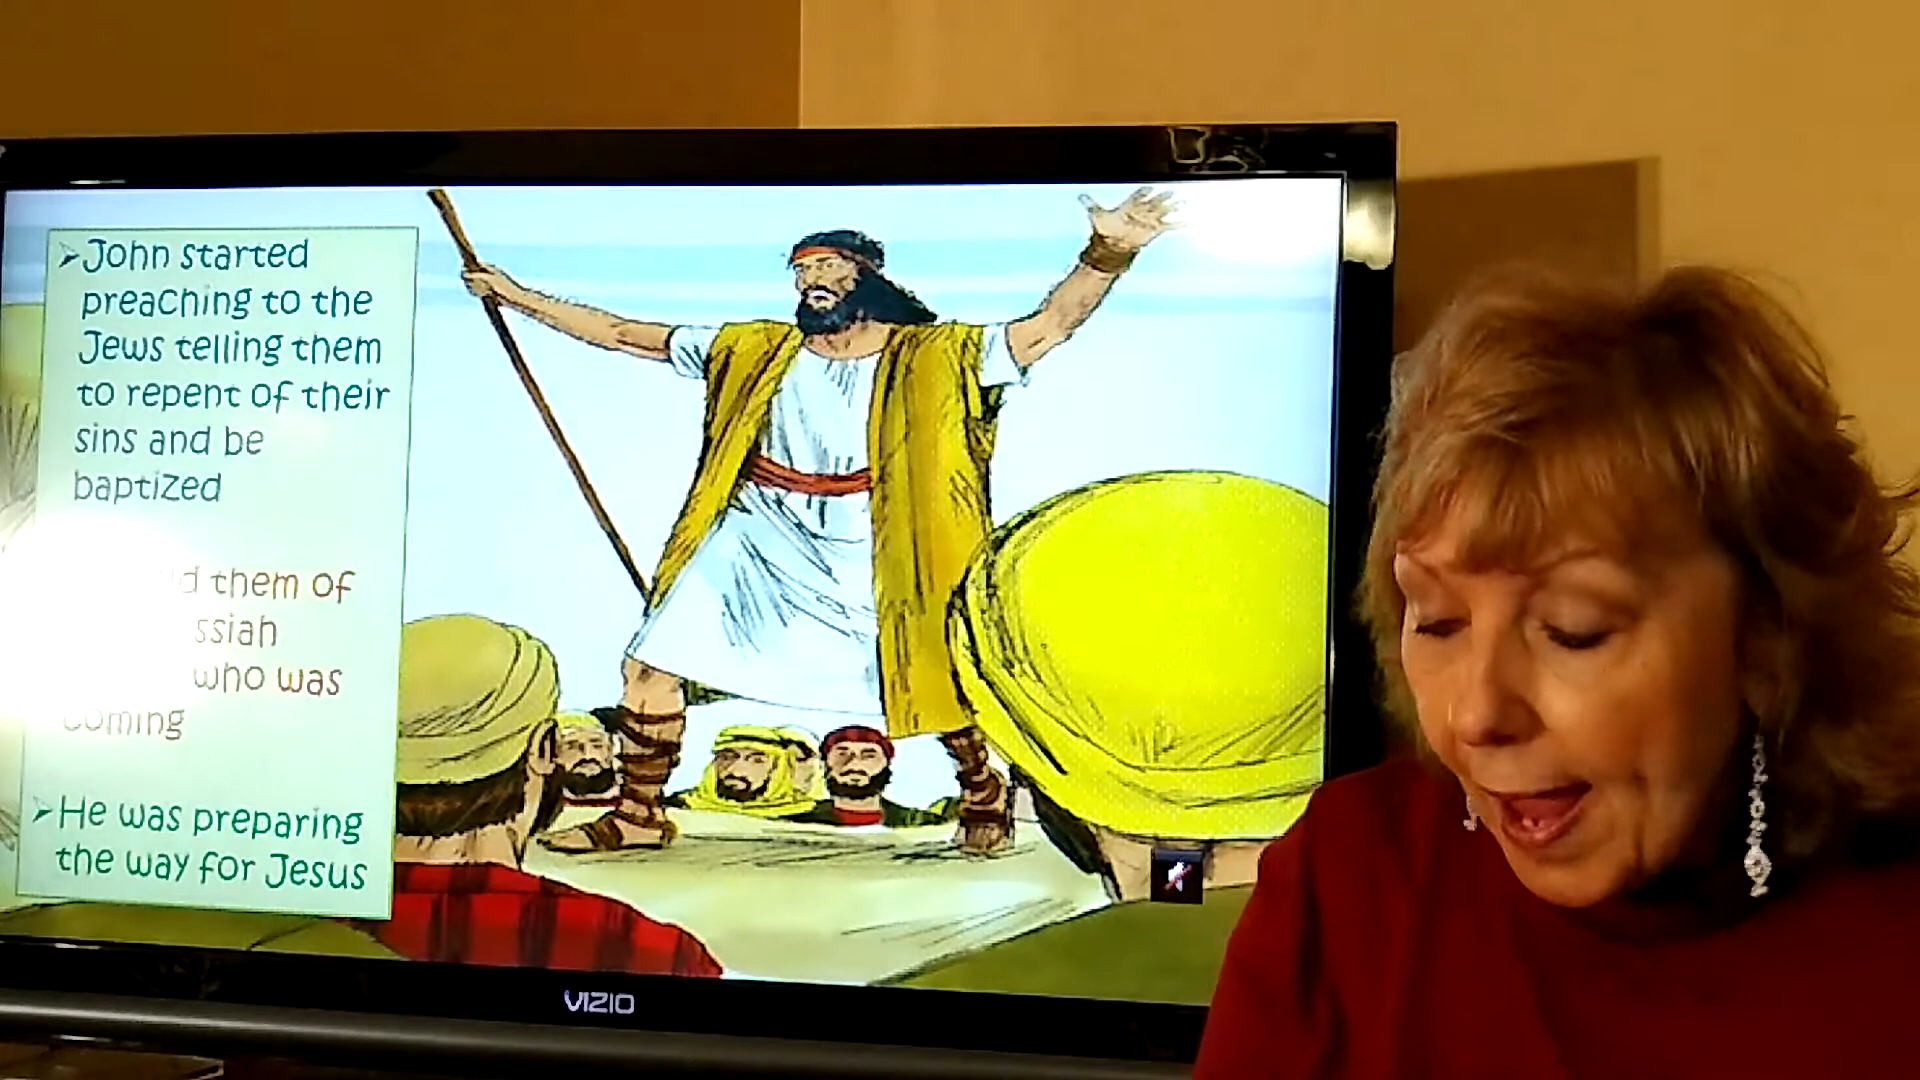 John started
preaching to the
Jews telling them
to repent of their
sins and be
baptized
them of
who was
coming
He was preparing
the way for Jesus
VIZIO